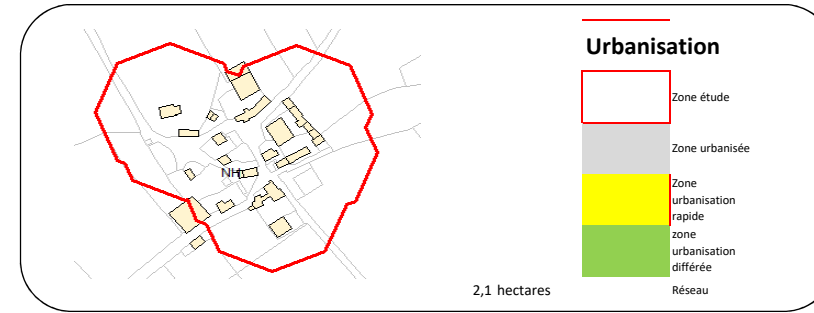 Urbanisation
Zone étude
Zone urbanisée
Zone
urbanisation
rapide
zone
urbanisation
différée
NH
2,1 hectares
Réseau